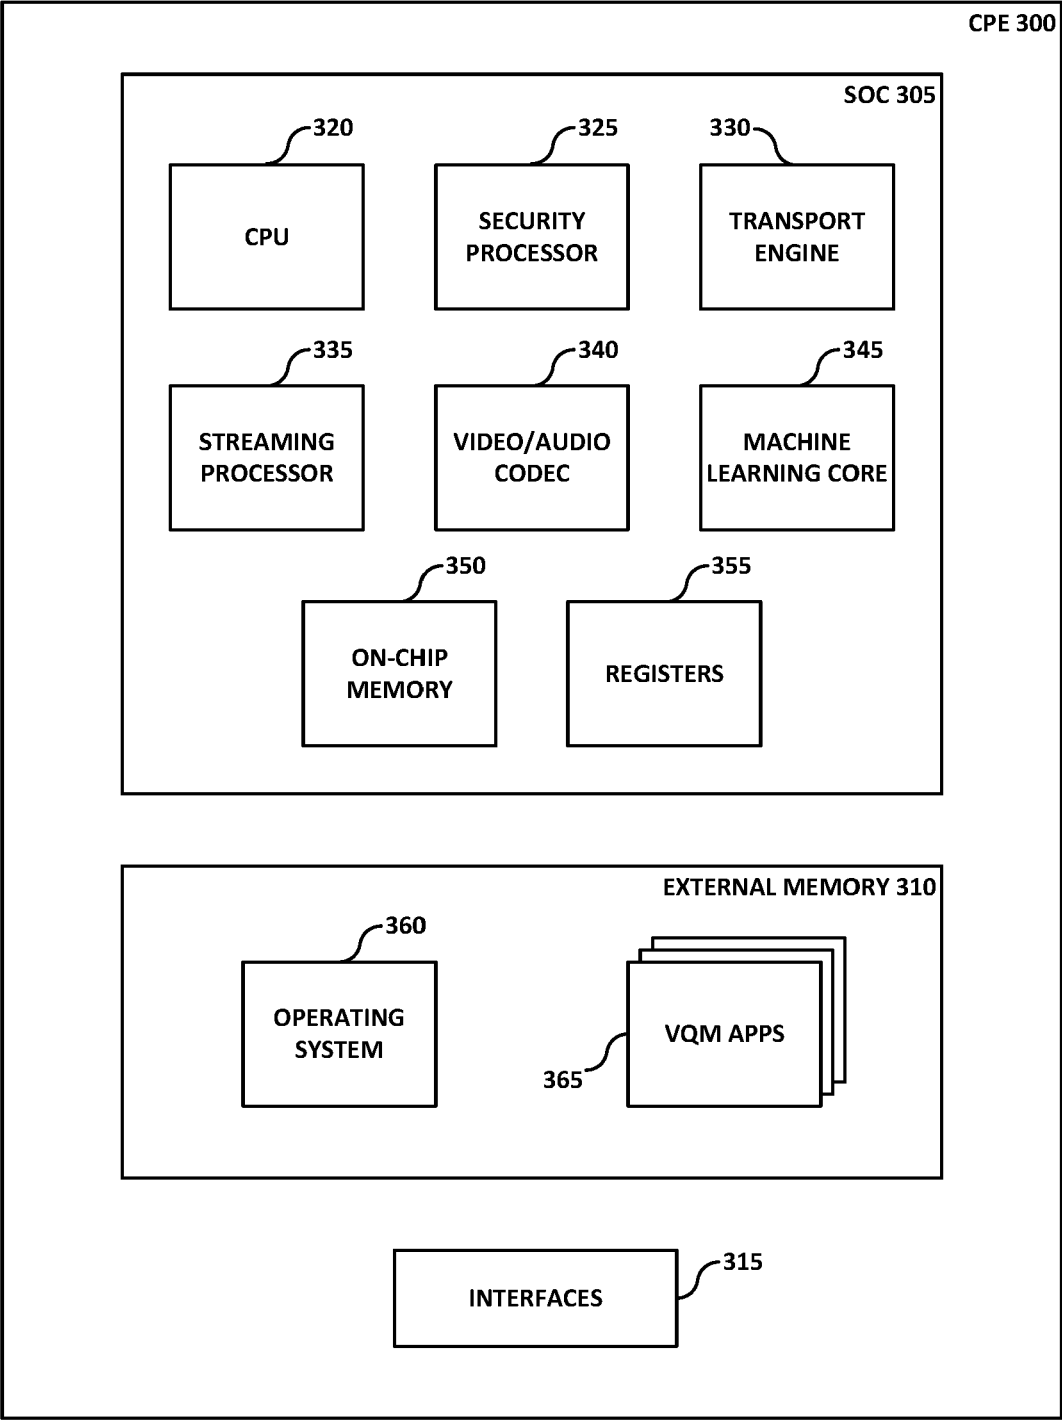 CPE 300
SOC 305
320
325
330
CPU
SECURITY
PROCESSOR
TRANSPORT
ENGINE
335
340
345
STREAMING
PROCESSOR
VIDEO/AUDIO
CODEC
MACHINE
LEARNING CORE
350
355
ON-CHIP
MEMORY
REGISTERS
EXTERNAL MEMORY 310
360
OPERATING
SYSTEM
VQM APPS
365
315
INTERFACES